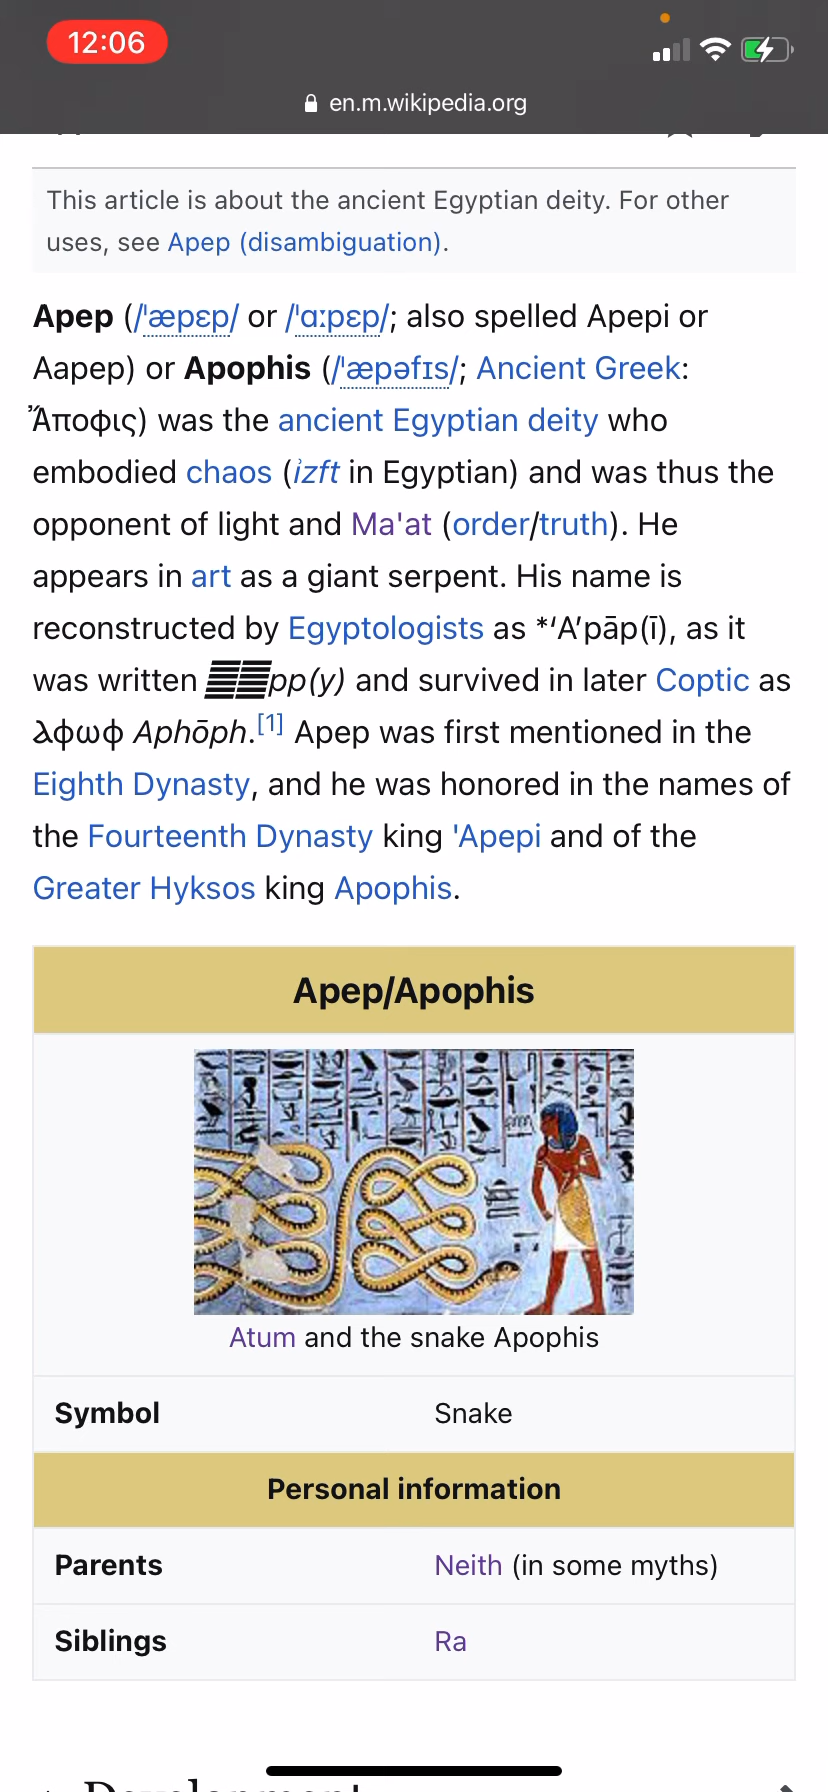 12:06
en.m.wikipedia.org
This article is about the ancient Egyptian deity. For other
uses, see Apep (disambiguation).
Apep (/ˈæpɛp/ or /ˈɑːpɛp/; also spelled Apepi or
Aapep) or Apophis (/ˈæpəfɪs/; Ancient Greek:
Ἄποφις) was the ancient Egyptian deity who
embodied chaos (ı͗zft in Egyptian) and was thus the
opponent of light and Ma'at (order/truth). He
appears in art as a giant serpent. His name is
reconstructed by Egyptologists as *ʻAʼpāp(ī), as it
was written pp(y) and survived in later Coptic as
ⲁⲫⲱⲫ Aphōph.[1] Apep was first mentioned in the
Eighth Dynasty, and he was honored in the names of
the Fourteenth Dynasty king 'Apepi and of the
Greater Hyksos king Apophis.
Apep/Apophis
Atum and the snake Apophis
Symbol Snake
Personal information
Parents Neith (in some myths)
Siblings Ra